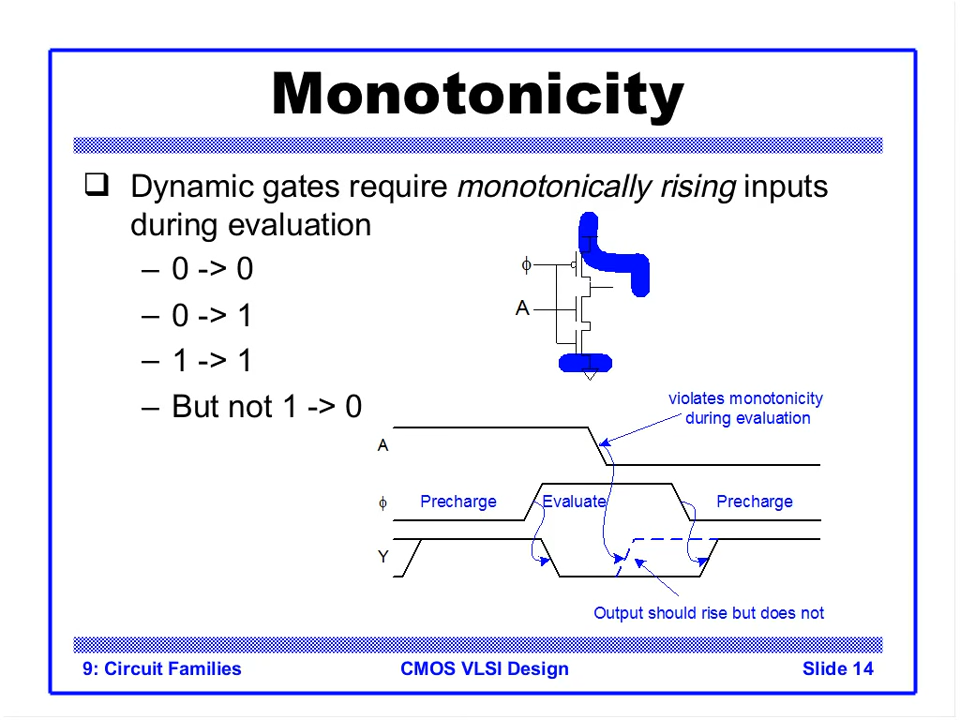 Monotonicity
❑ Dynamic gates require monotonically rising inputs
during evaluation
– 0 -> 0
– 0 -> 1
– 1 -> 1
– But not 1 -> 0
ϕ
A
violates monotonicity
during evaluation
A
ϕ Precharge Evaluate Precharge
Y
Output should rise but does not
9: Circuit Families CMOS VLSI Design Slide 14